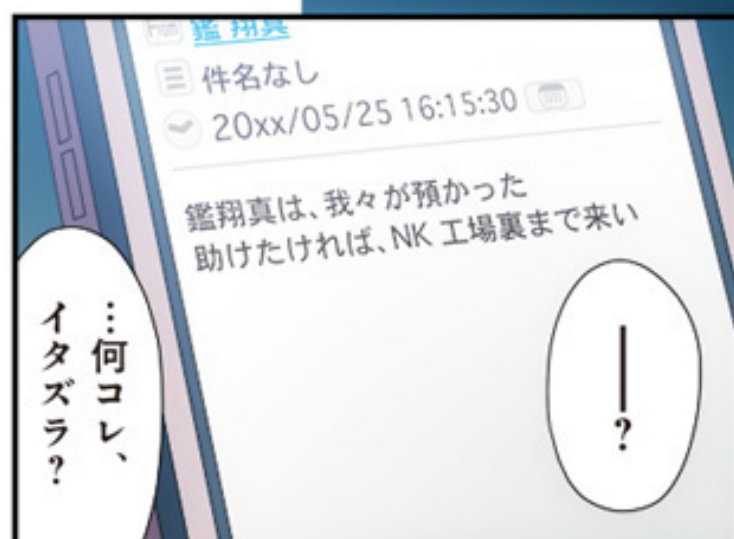 From 鑑 翔真
件名なし
20xx/05/25 16:15:30
鑑翔真は、我々が預かった
助けたければ、NK 工場裏まで来い
――?
…何コレ、
イタズラ?